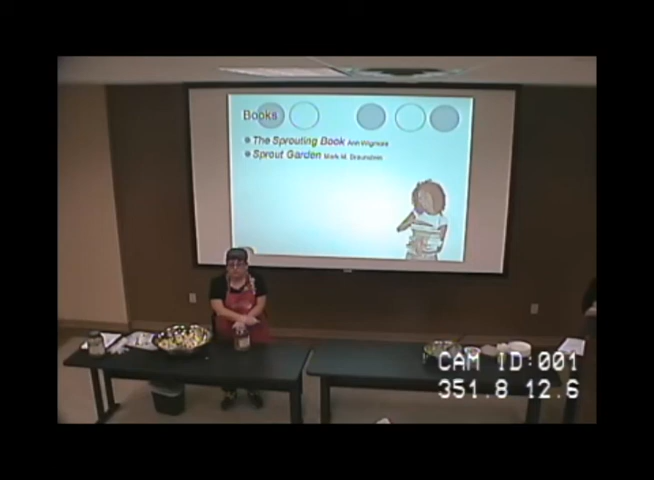 Books
The Sprouting Book Ann Wigmore
Sprout Garden Mark M. Braunstein
CAM ID:001
351.8 12.6